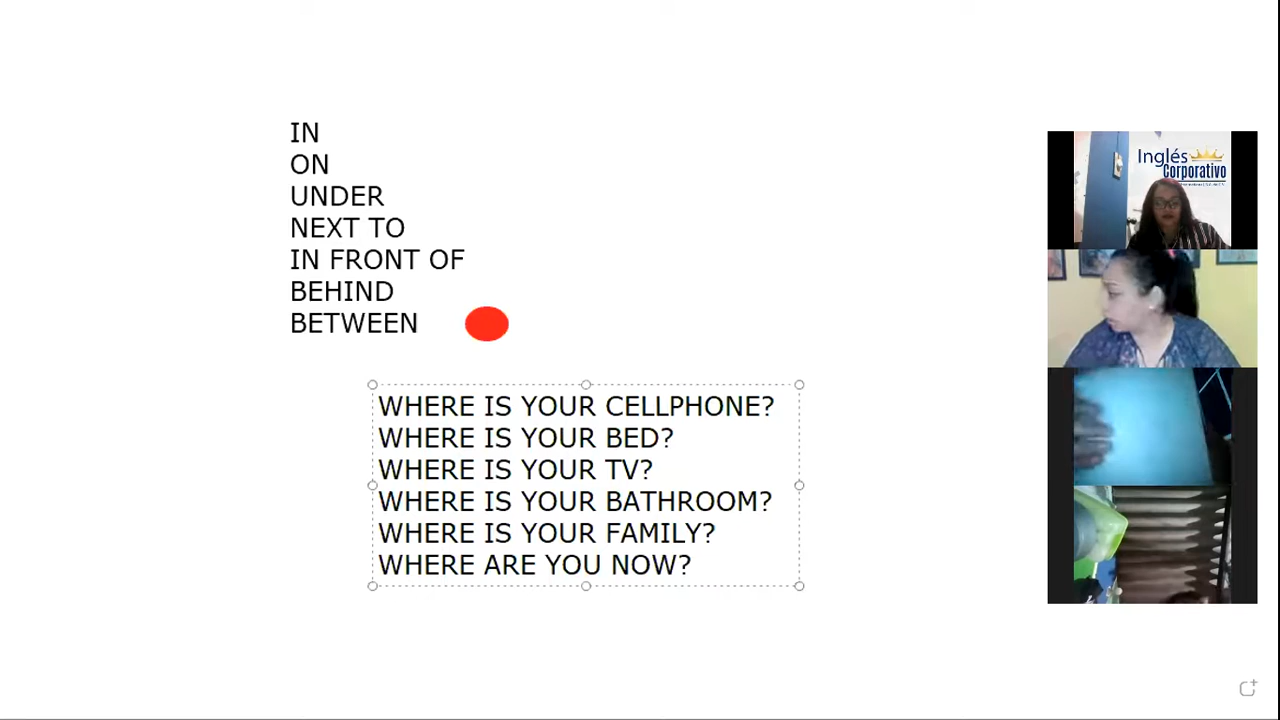 IN
ON
UNDER
NEXT TO
IN FRONT OF
BEHIND
BETWEEN
WHERE IS YOUR CELLPHONE?
WHERE IS YOUR BED?
WHERE IS YOUR TV?
WHERE IS YOUR BATHROOM?
WHERE IS YOUR FAMILY?
WHERE ARE YOU NOW?
Inglés
Corporativo